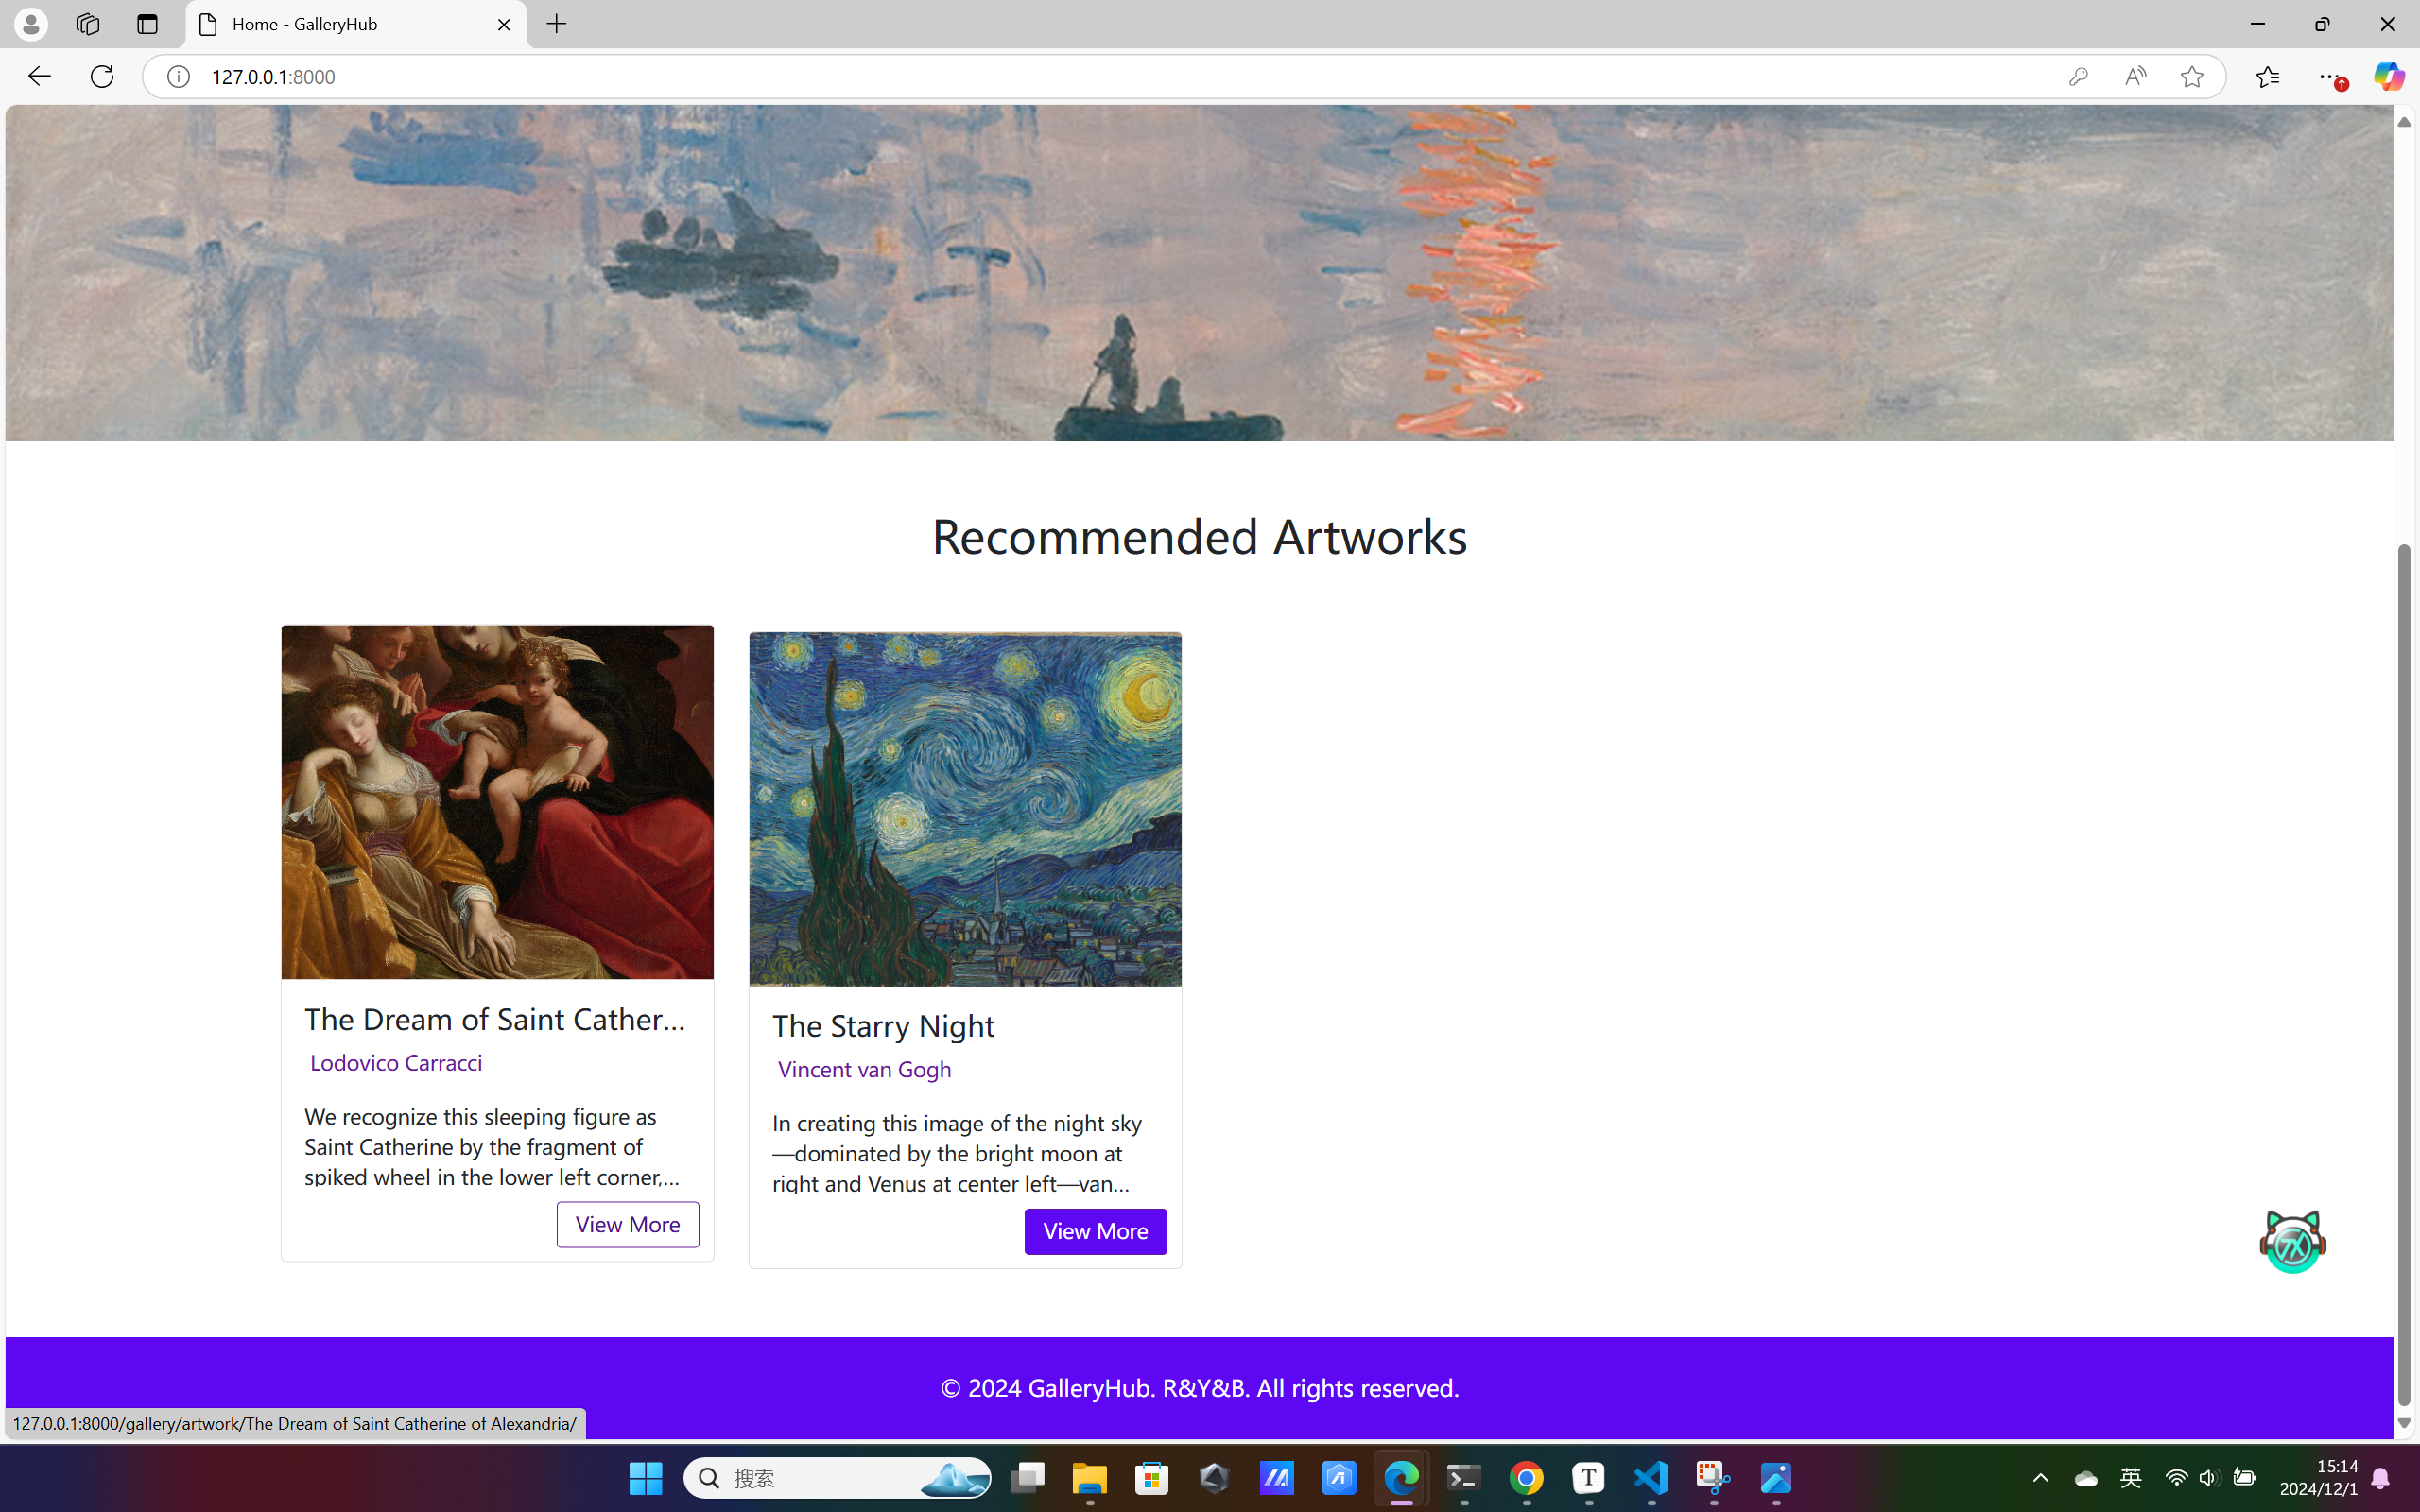 Home - GalleryHub
127.0.0.1:8000
Recommended Artworks
The Dream of Saint Cather...
Lodovico Carracci
We recognize this sleeping figure as
Saint Catherine by the fragment of
spiked wheel in the lower left corner,...
View More
The Starry Night
Vincent van Gogh
In creating this image of the night sky
—dominated by the bright moon at
right and Venus at center left—van...
View More
© 2024 GalleryHub. R&Y&B. All rights reserved.
127.0.0.1:8000/gallery/artwork/The Dream of Saint Catherine of Alexandria/
搜索
英
15:14
2024/12/1